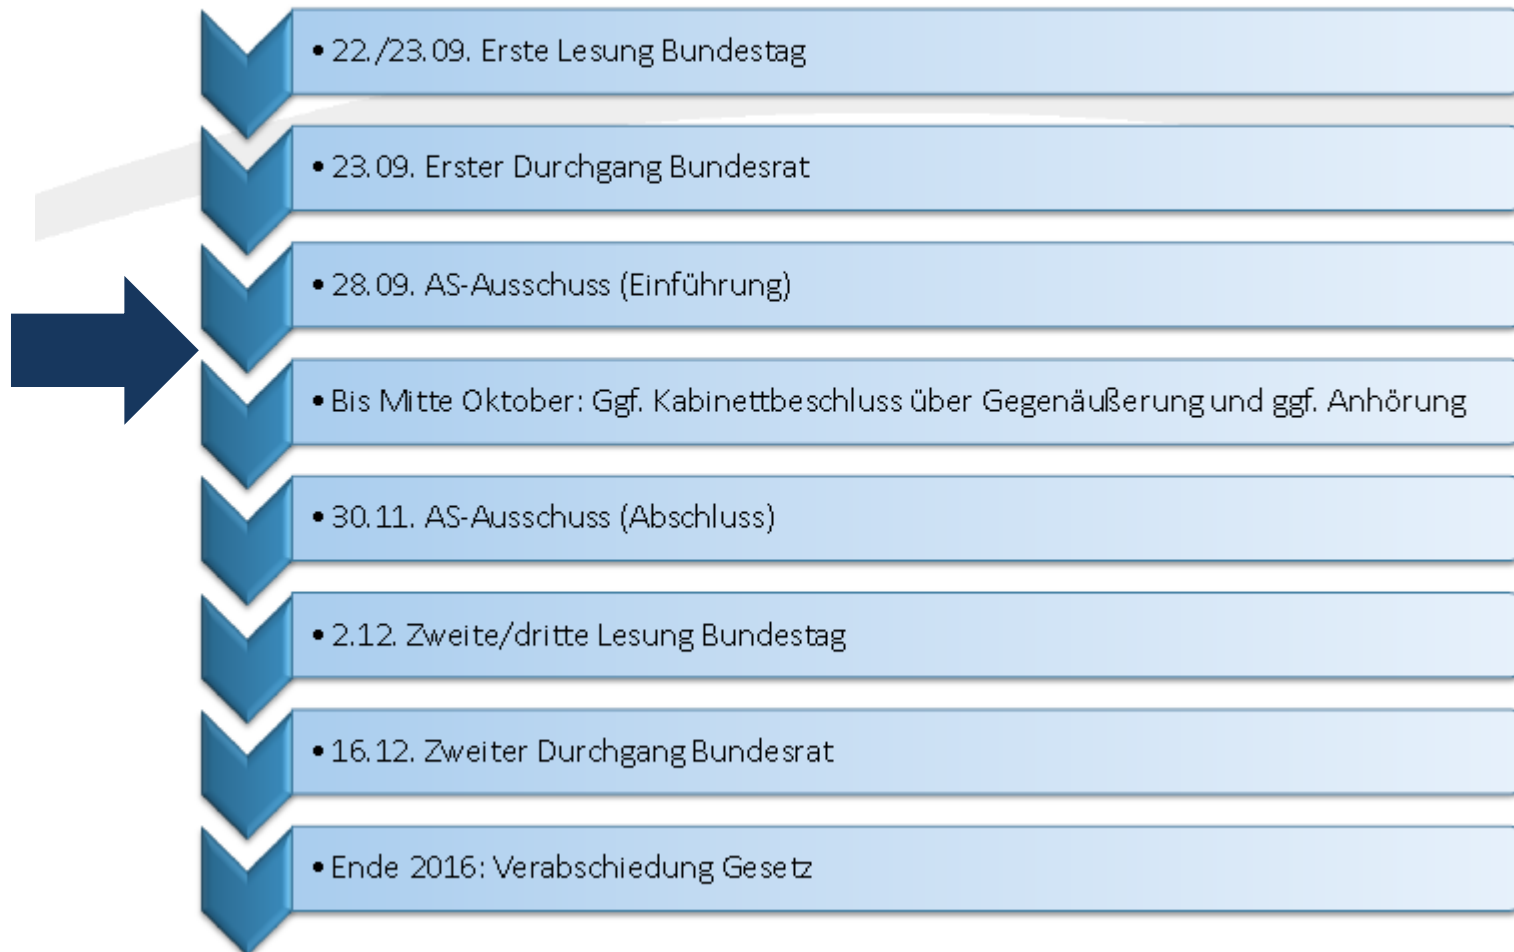 • 22./23.09. Erste Lesung Bundestag
• 23.09. Erster Durchgang Bundesrat
• 28.09. AS-Ausschuss (Einführung)
• Bis Mitte Oktober: Ggf. Kabinettbeschluss über Gegenäußerung und ggf. Anhörung
• 30.11. AS-Ausschuss (Abschluss)
• 2.12. Zweite/dritte Lesung Bundestag
• 16.12. Zweiter Durchgang Bundesrat
• Ende 2016: Verabschiedung Gesetz